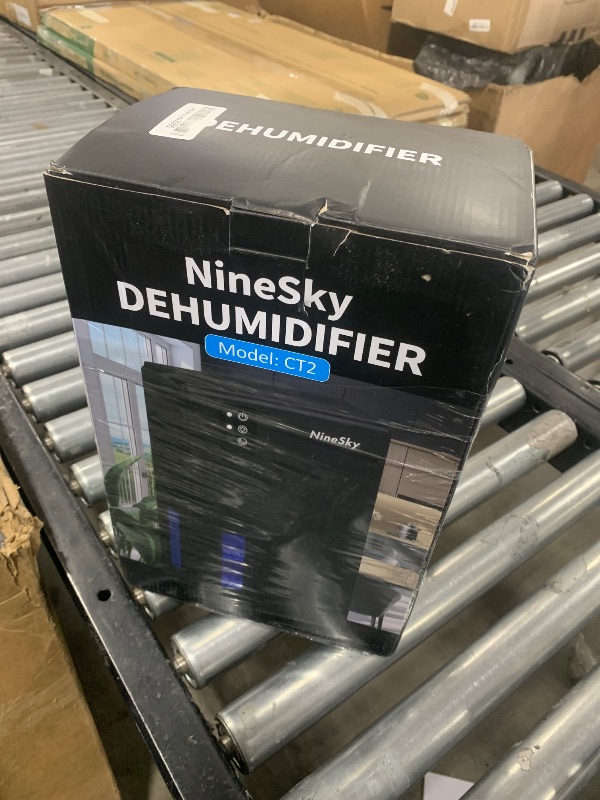 DEHUMIDIFIER
NineSky
DEHUMIDIFIER
Model: CT2
NineSky